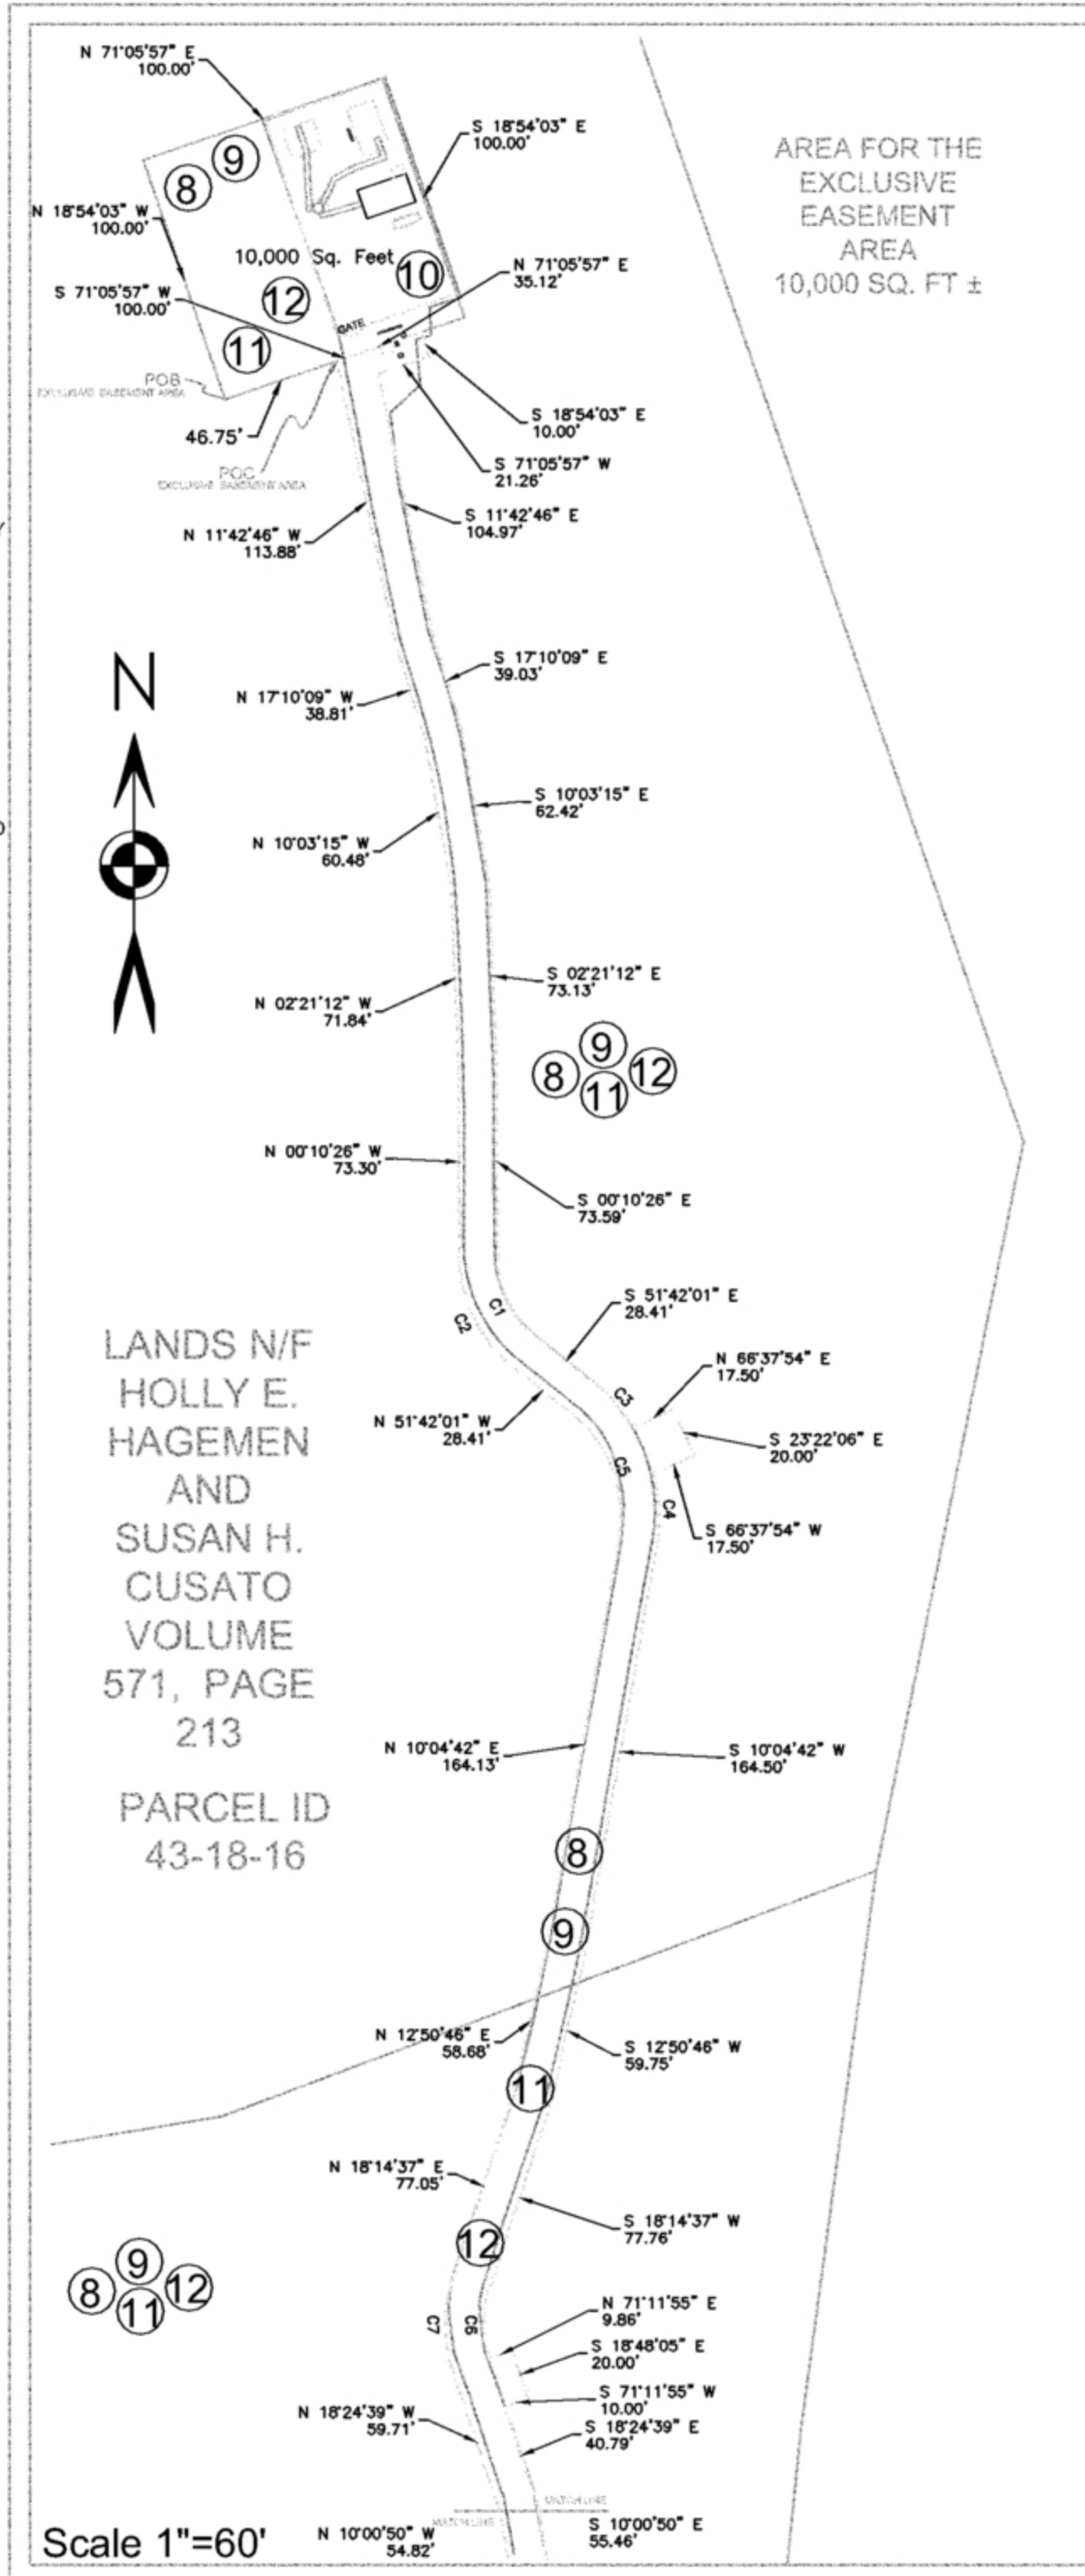 N 71°05'57" E
100.00'
S 18°54'03" E
100.00'
AREA FOR THE
EXCLUSIVE
EASEMENT
AREA
10,000 SQ. FT ±
9
8
N 18°54'03" W
100.00'
10,000 Sq. Feet
10
N 71°05'57" E
35.12'
S 71°05'57" W
100.00'
12
GATE
11
POB
EXCLUSIVE EASEMENT AREA
S 18°54'03" E
10.00'
46.75'
S 71°05'57" W
21.26'
POC
EXCLUSIVE EASEMENT AREA
S 11°42'46" E
104.97'
N 11°42'46" W
113.88'
N
S 17°10'09" E
39.03'
N 17°10'09" W
38.81'
S 10°03'15" E
62.42'
N 10°03'15" W
60.48'
S 02°21'12" E
73.13'
N 02°21'12" W
71.84'
9
8
12
11
N 00°10'26" W
73.30'
S 00°10'26" E
73.59'
S 51°42'01" E
28.41'
C1
C2
LANDS N/F
HOLLY E.
HAGEMEN
AND
SUSAN H.
CUSATO
VOLUME
571, PAGE
213
PARCEL ID
43-18-16
N 66°37'54" E
17.50'
C3
N 51°42'01" W
28.41'
S 23°22'06" E
20.00'
C5
C4
S 66°37'54" W
17.50'
N 10°04'42" E
164.13'
S 10°04'42" W
164.50'
8
9
N 12°50'46" E
58.68'
S 12°50'46" W
59.75'
11
N 18°14'37" E
77.05'
S 18°14'37" W
77.76'
12
9
8
12
11
C7
C6
N 71°11'55" E
9.86'
S 18°48'05" E
20.00'
S 71°11'55" W
10.00'
N 18°24'39" W
59.71'
S 18°24'39" E
40.79'
MATCH LINE
MATCH LINE
Scale 1"=60'
N 10°00'50" W
54.82'
S 10°00'50" E
55.46'